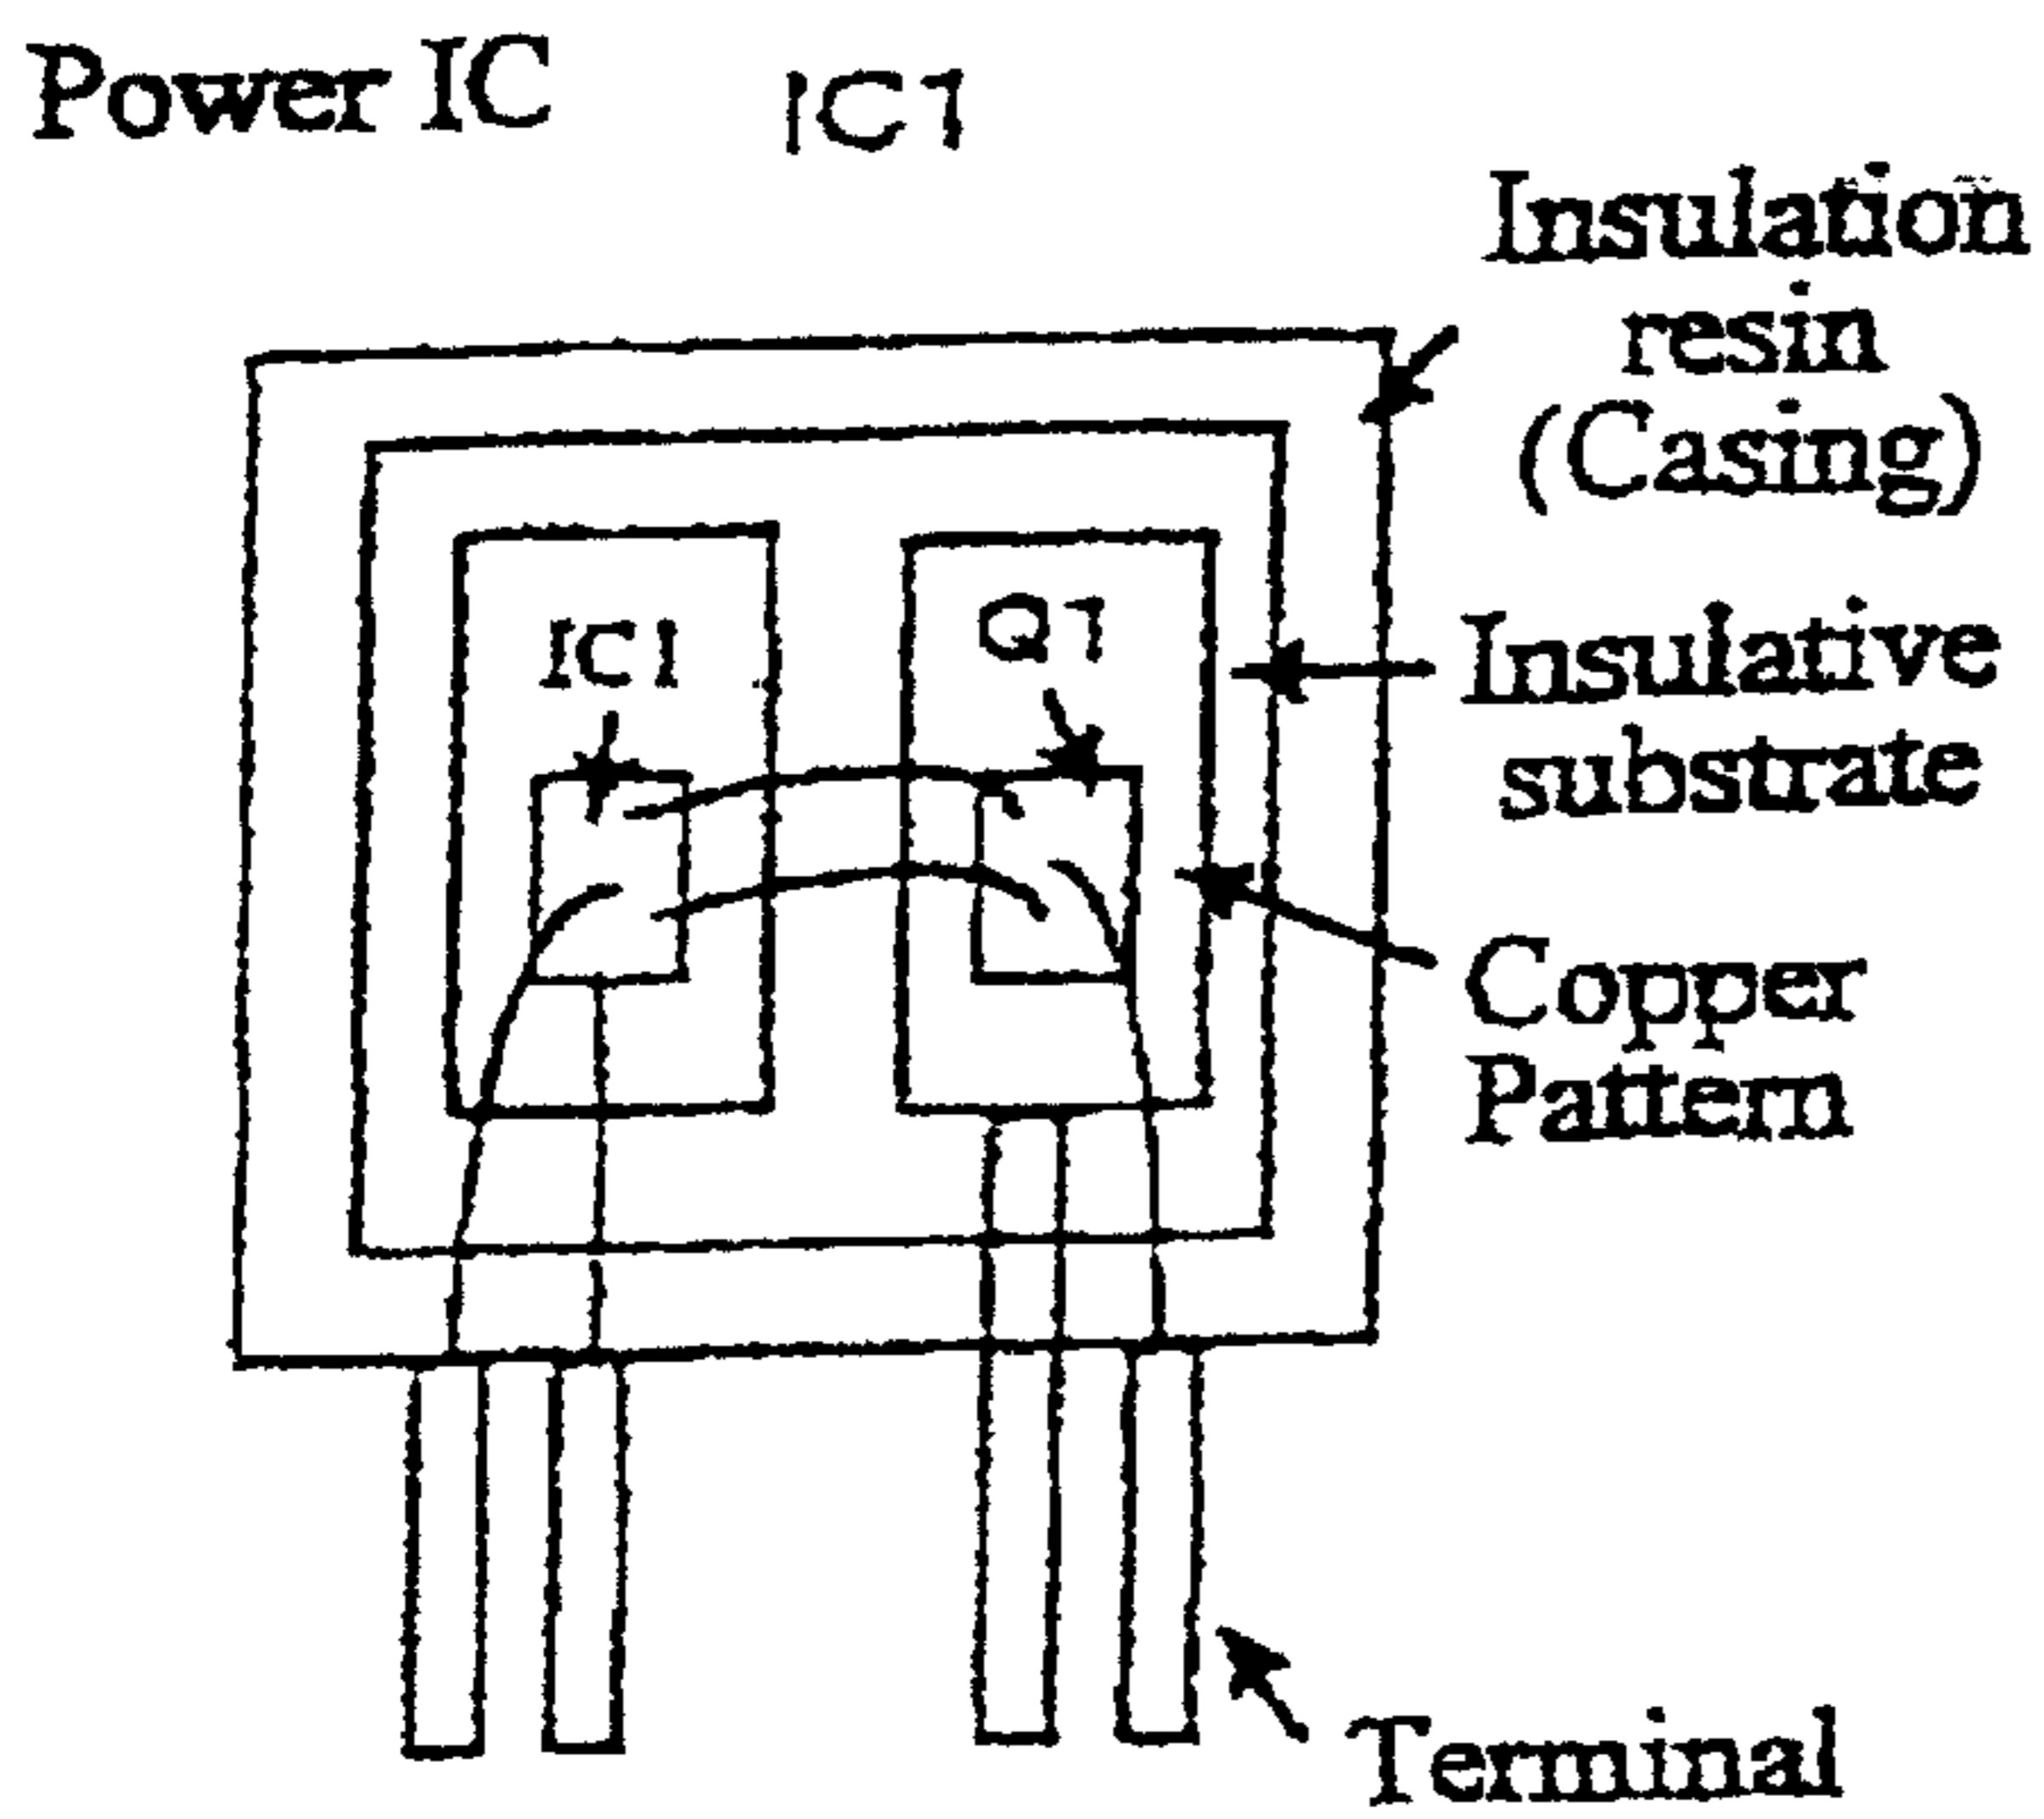 Power IC IC1
Insulation
resin
(Casing)
IC1
Q1
Insulative
substrate
Copper
Pattern
Terminal